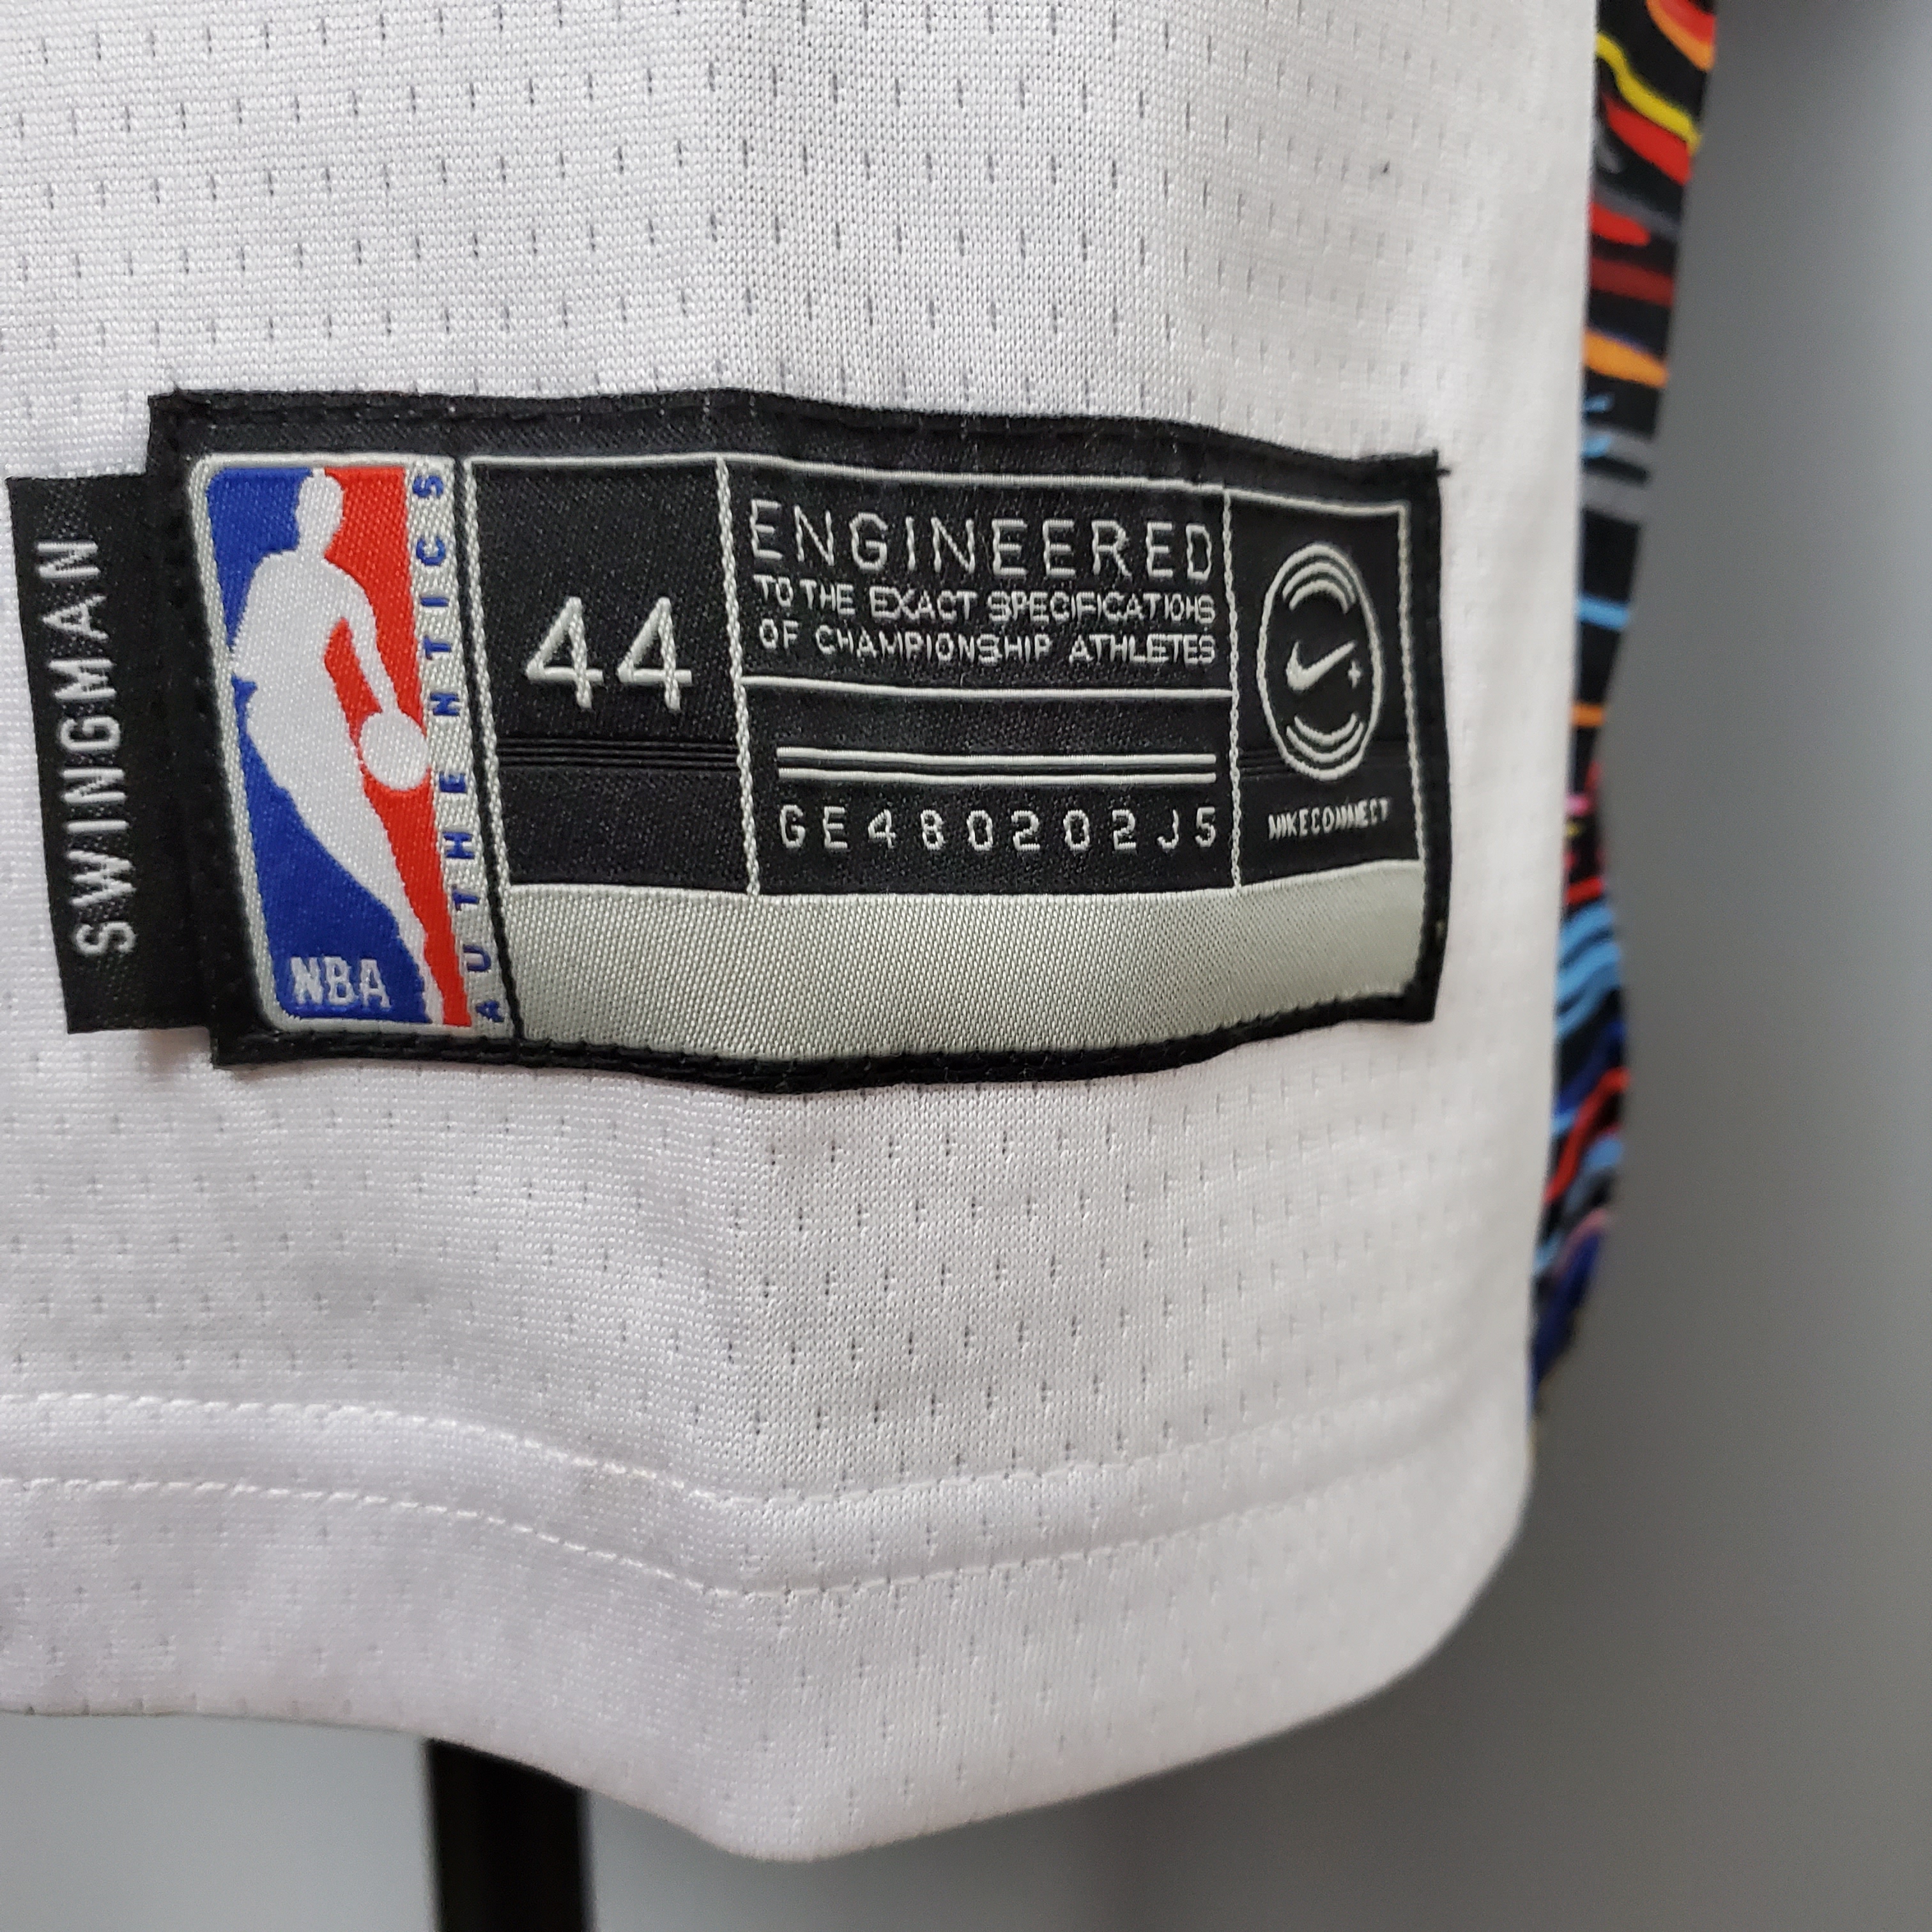 SWINGMAN
NBA
AUTHENTICS
44
ENGINEERED
TO THE EXACT SPECIFICATIONS
OF CHAMPIONSHIP ATHLETES
GE480202J5
NIKECONNECT